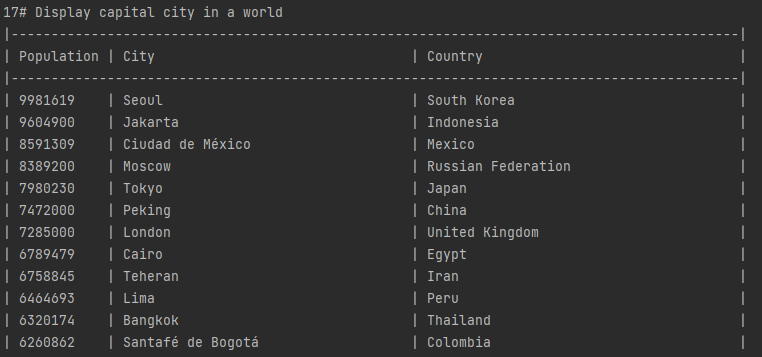 17# Display capital city in a world
|-------------------------------------------------------------------------------------------|
| Population | City                                | Country                                |
|-------------------------------------------------------------------------------------------|
| 9981619    | Seoul                               | South Korea                            |
| 9604900    | Jakarta                             | Indonesia                              |
| 8591309    | Ciudad de México                    | Mexico                                 |
| 8389200    | Moscow                              | Russian Federation                     |
| 7980230    | Tokyo                               | Japan                                  |
| 7472000    | Peking                              | China                                  |
| 7285000    | London                              | United Kingdom                         |
| 6789479    | Cairo                               | Egypt                                  |
| 6758845    | Teheran                             | Iran                                   |
| 6464693    | Lima                                | Peru                                   |
| 6320174    | Bangkok                             | Thailand                               |
| 6260862    | Santafé de Bogotá                   | Colombia                               |